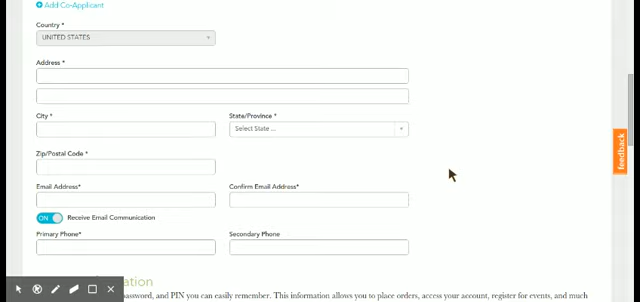 Add Co-Applicant
Country *
UNITED STATES
Address *
City *
State/Province *
Select State ...
Zip/Postal Code *
feedback
Email Address*
Confirm Email Address*
ON
Receive Email Communication
Primary Phone*
Secondary Phone
ation
password, and PIN you can easily remember. This information allows you to place orders, access your account, register for events, and much